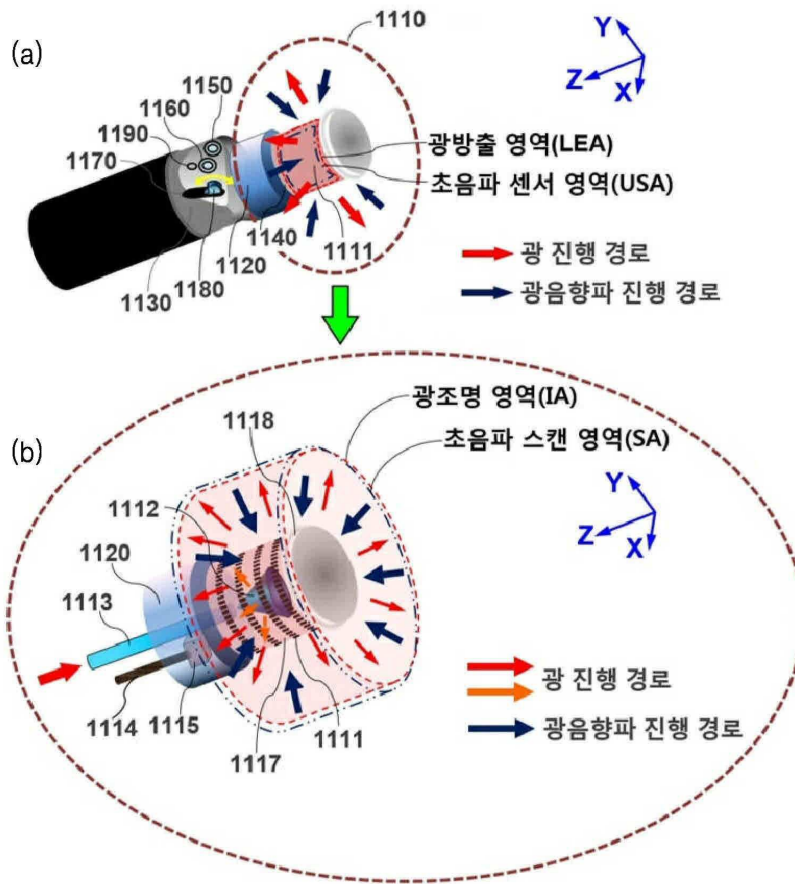 (a)
1110
Y
Z
X
1150
1160
1190
1170
광방출 영역(LEA)
초음파 센서 영역(USA)
1140
1120
1111
1180
1130
광 진행 경로
광음향파 진행 경로
광조명 영역(IA)
초음파 스캔 영역(SA)
(b)
1118
Y
Z
X
1112
1120
1113
1114
1115
1117
1111
광 진행 경로
광음향파 진행 경로